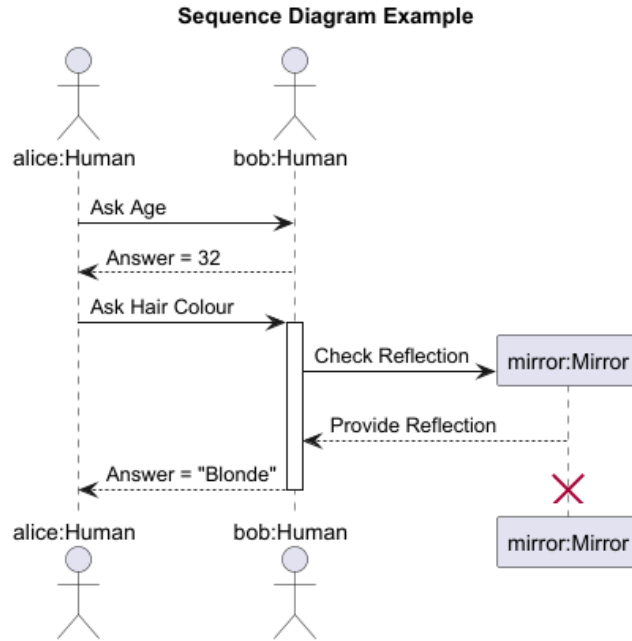 Sequence Diagram Example
alice:Human
bob:Human
Ask Age
Answer = 32
Ask Hair Colour
Check Reflection
mirror:Mirror
Provide Reflection
Answer = "Blonde"
alice:Human
bob:Human
mirror:Mirror